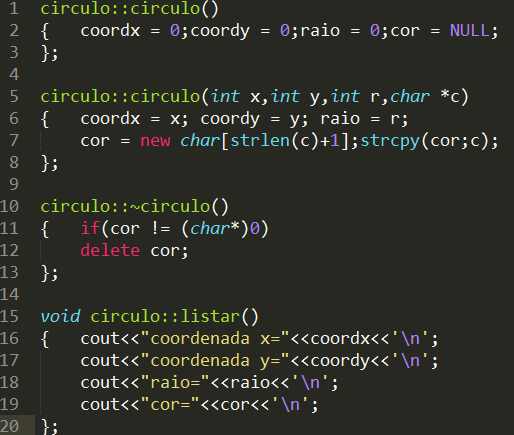 1 circulo::circulo()
2 {   coordx = 0;coordy = 0;raio = 0;cor = NULL;
3 };
4
5 circulo::circulo(int x,int y,int r,char *c)
6 {   coordx = x; coordy = y; raio = r;
7     cor = new char[strlen(c)+1];strcpy(cor;c);
8 };
9
10 circulo::~circulo()
11 {   if(cor != (char*)0)
12     delete cor;
13 };
14
15 void circulo::listar()
16 {   cout<<"coordenada x="<<coordx<<'\n';
17     cout<<"coordenada y="<<coordy<<'\n';
18     cout<<"raio="<<raio<<'\n';
19     cout<<"cor="<<cor<<'\n';
20 };